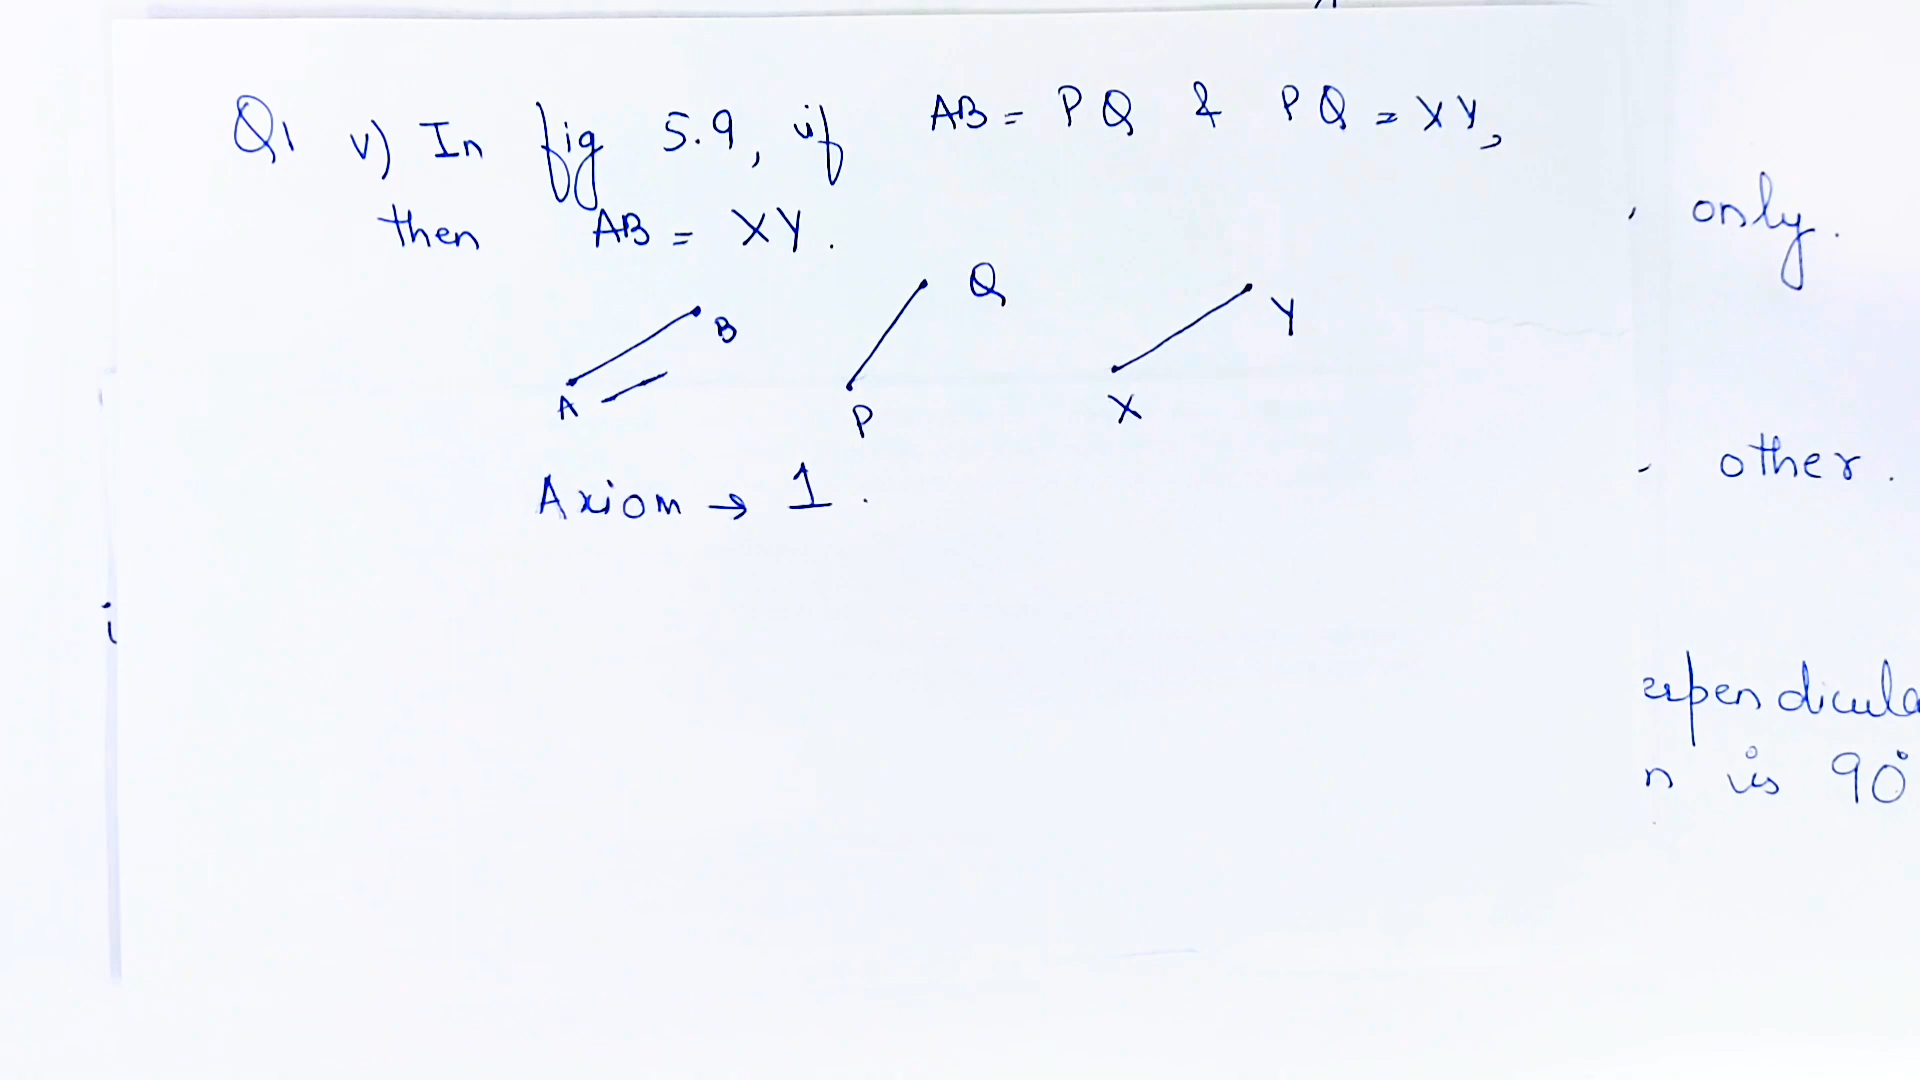 Q1 v) In fig 5.9, if AB = PQ & PQ = XY,
then AB = XY.
only.
B Q Y
A P X
other.
Axiom → 1.
n is 90°